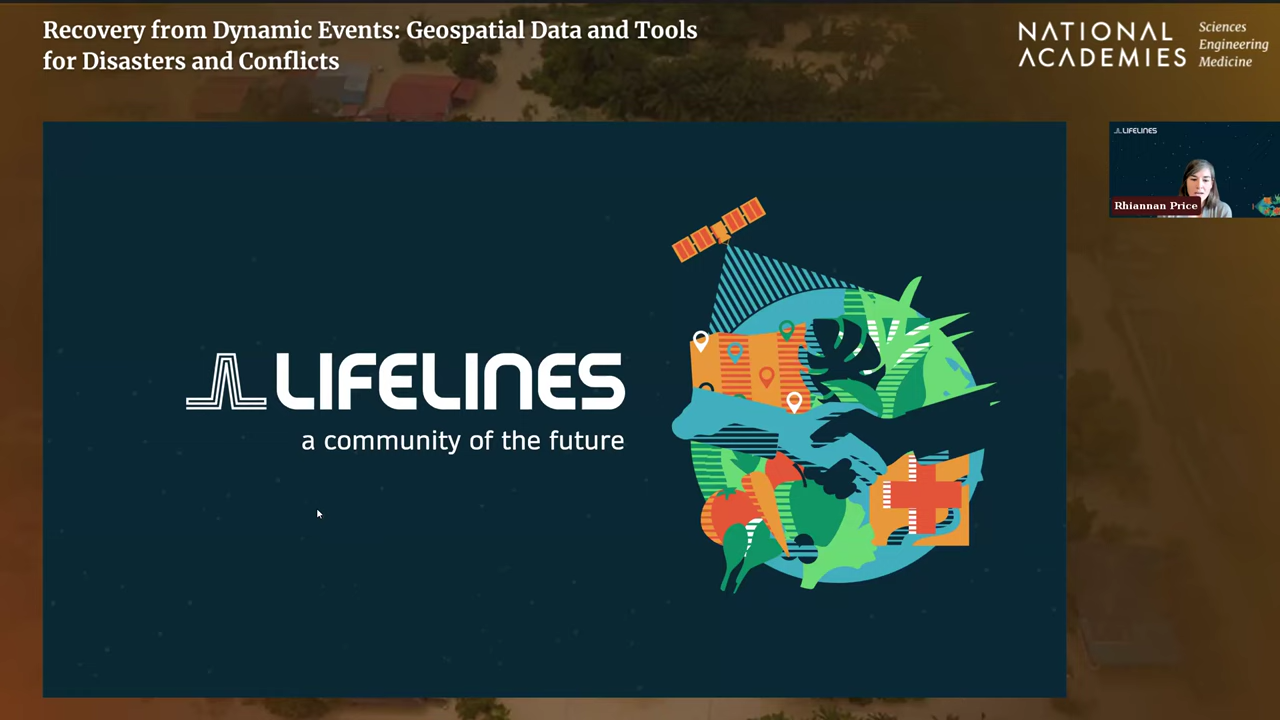 Recovery from Dynamic Events: Geospatial Data and Tools
for Disasters and Conflicts
NATIONAL
ACADEMIES
Sciences
Engineering
Medicine
LIFELINES
a community of the future
LIFELINES
Rhiannan Price